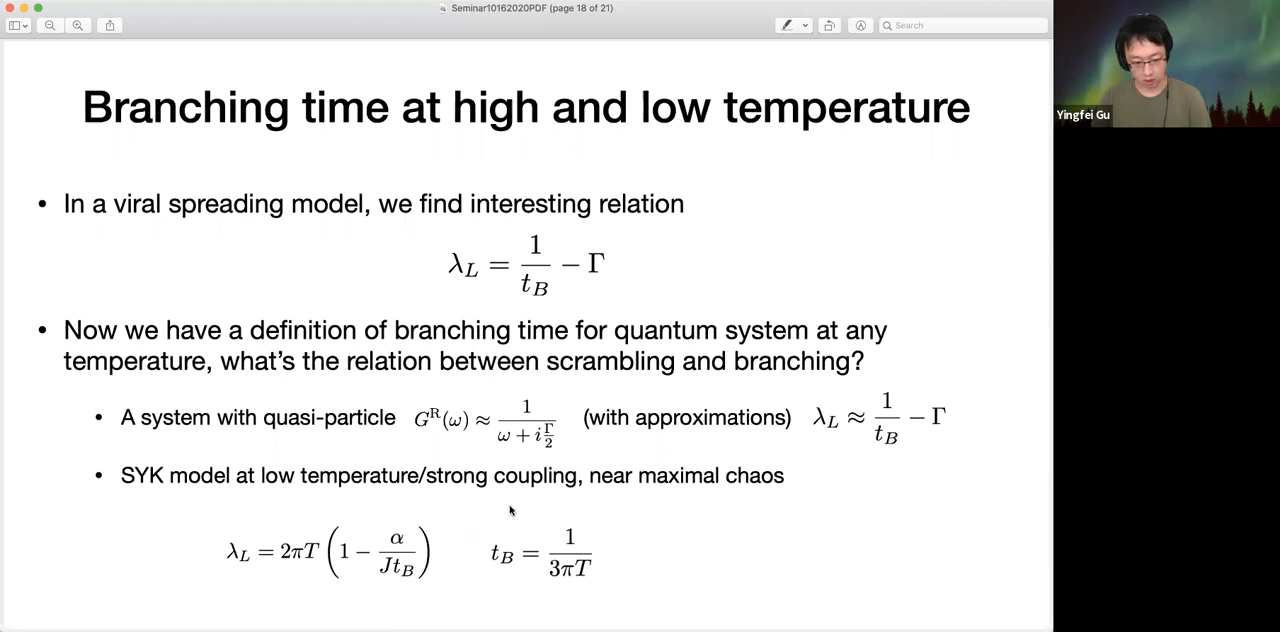 Seminar10162020PDF (page 18 of 21)
Search
Yingfei Gu
Branching time at high and low temperature
• In a viral spreading model, we find interesting relation
λ_L = 1/t_B − Γ
• Now we have a definition of branching time for quantum system at any
temperature, what's the relation between scrambling and branching?
• A system with quasi-particle G^R(ω) ≈ 1/(ω + i Γ/2) (with approximations) λ_L ≈ 1/t_B − Γ
• SYK model at low temperature/strong coupling, near maximal chaos
λ_L = 2πT (1 − α/(Jt_B)) t_B = 1/(3πT)